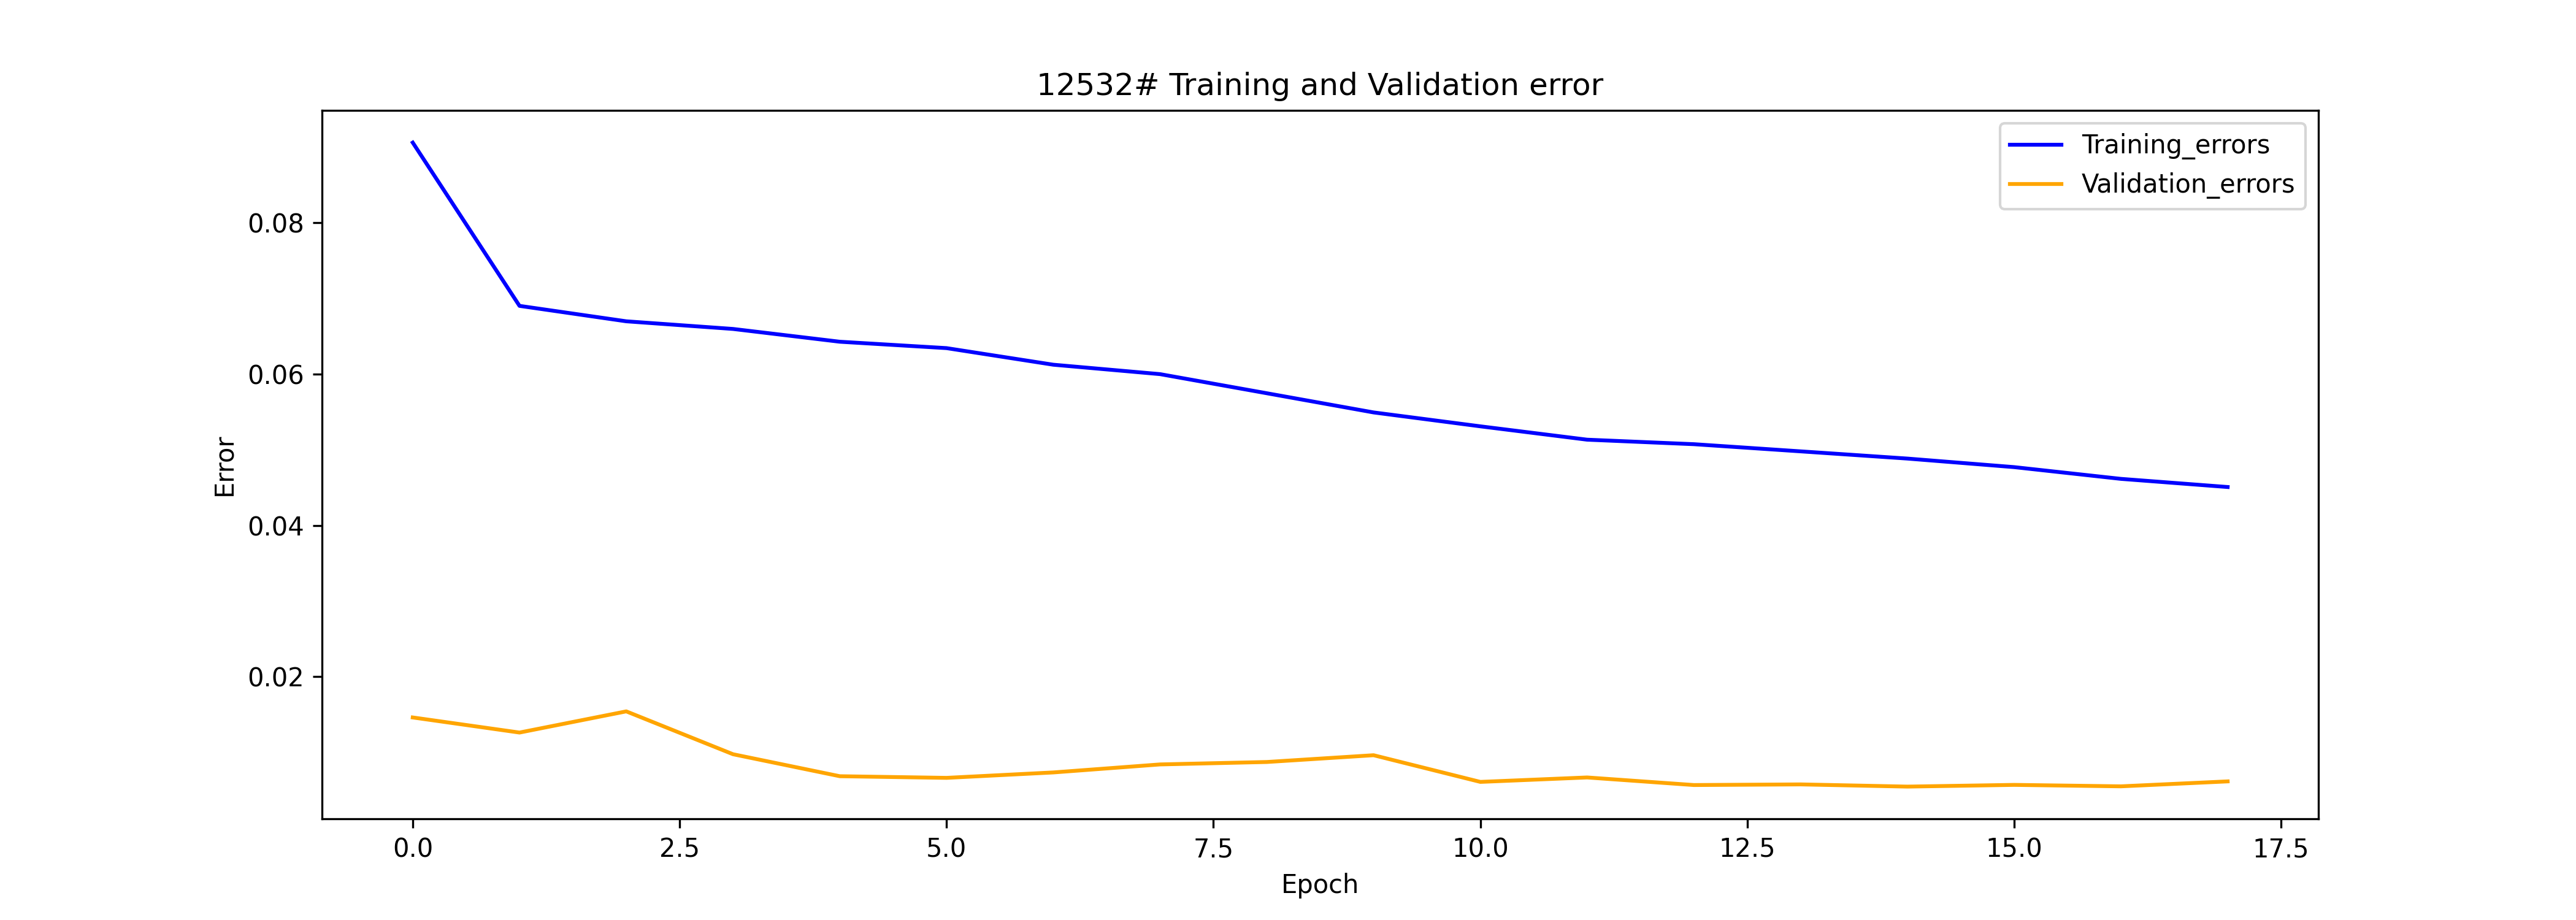 12532# Training and Validation error
Training_errors
Validation_errors
0.08
0.06
0.04
0.02
Error
0.0 2.5 5.0 7.5 10.0 12.5 15.0 17.5
Epoch